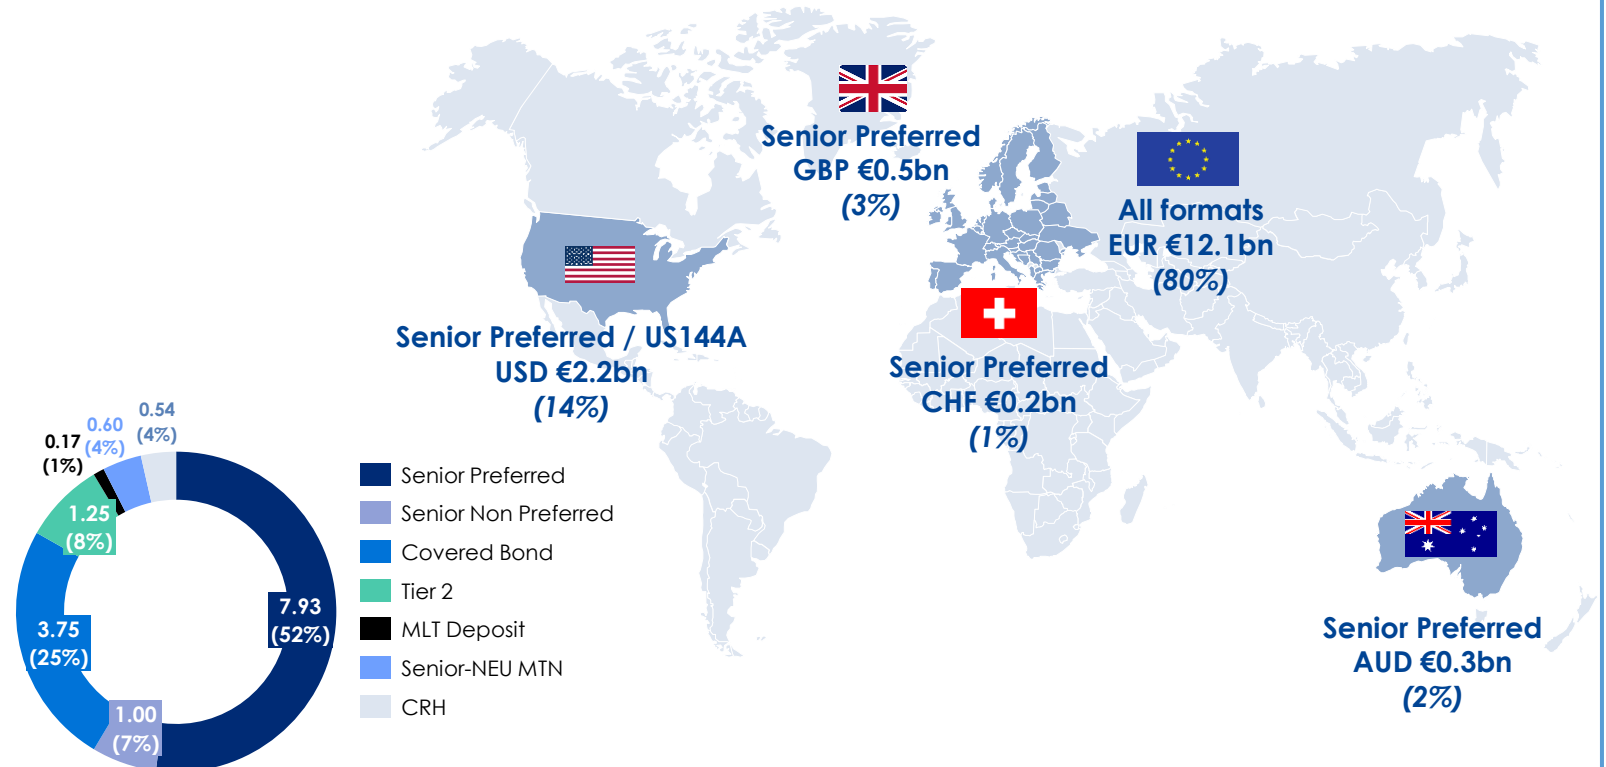 Senior Preferred
GBP €0.5bn
(3%)
All formats
EUR €12.1bn
(80%)
Senior Preferred / US144A
USD €2.2bn
(14%)
Senior Preferred
CHF €0.2bn
(1%)
Senior Preferred
AUD €0.3bn
(2%)
0.54
(4%)
0.60
(4%)
0.17
(1%)
1.25
(8%)
3.75
(25%)
1.00
(7%)
7.93
(52%)
Senior Preferred
Senior Non Preferred
Covered Bond
Tier 2
MLT Deposit
Senior-NEU MTN
CRH